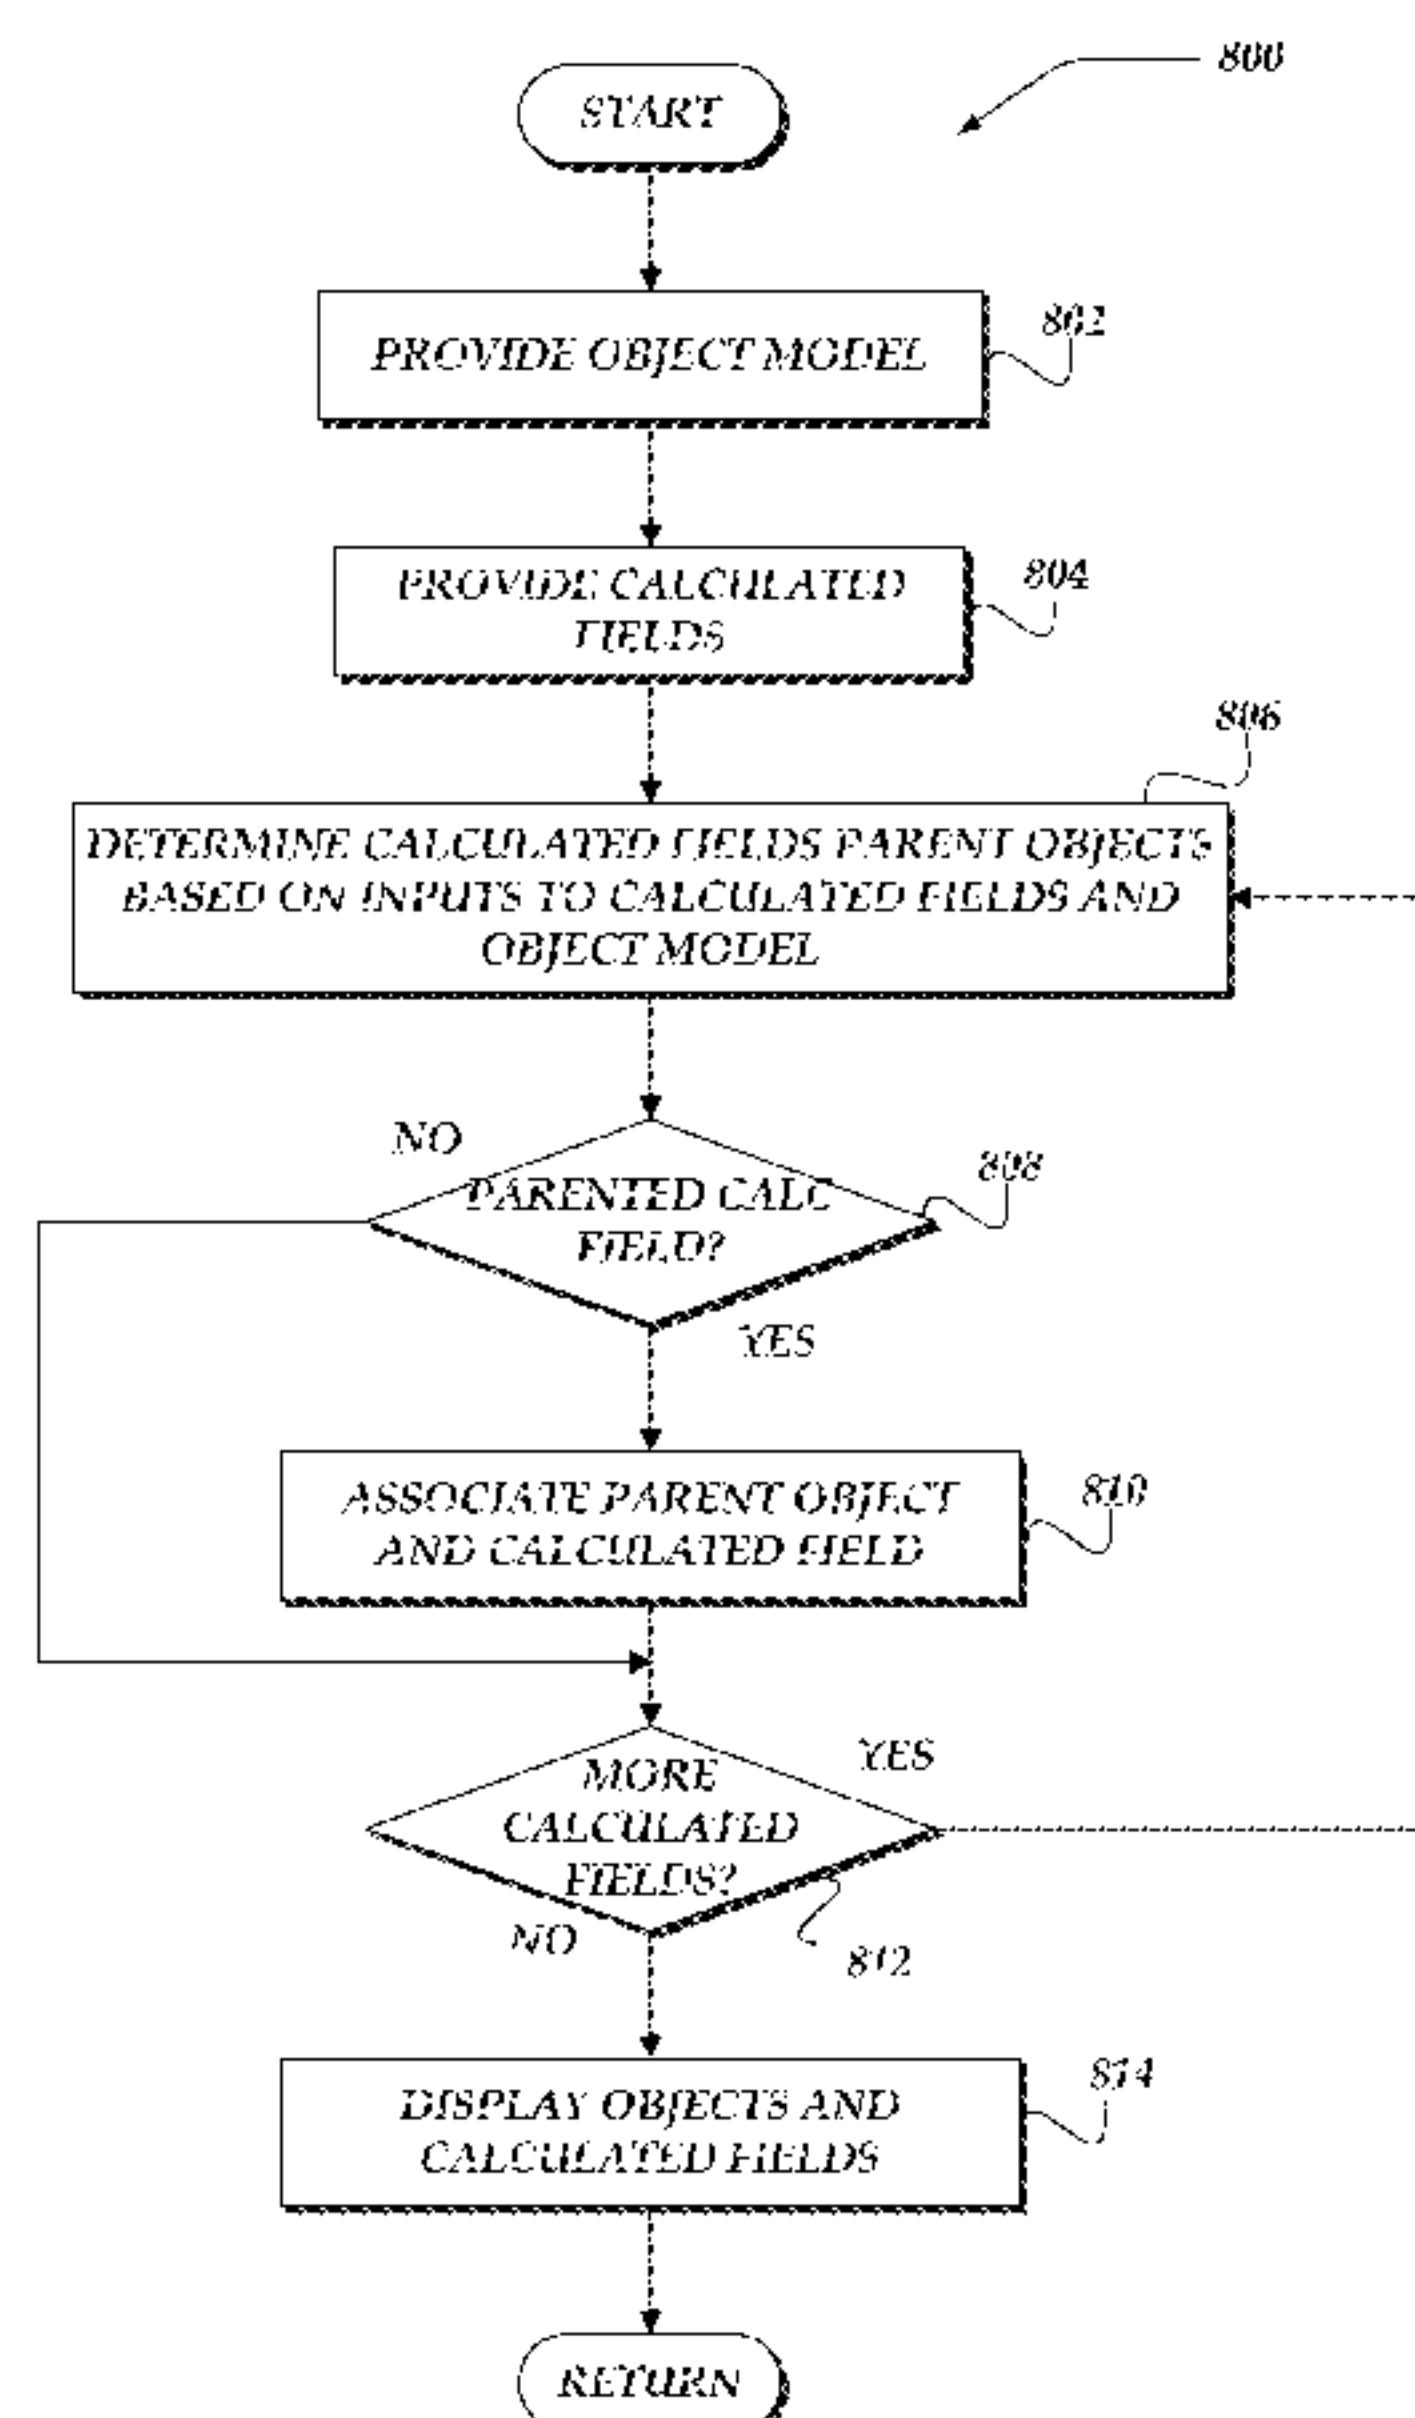 800
START
PROVIDE OBJECT MODEL
802
PROVIDE CALCULATED
FIELDS
804
806
DETERMINE CALCULATED FIELDS PARENT OBJECTS
BASED ON INPUTS TO CALCULATED FIELDS AND
OBJECT MODEL
NO
808
PARENTED CALC
FIELD?
YES
ASSOCIATE PARENT OBJECT
AND CALCULATED FIELD
810
YES
MORE
CALCULATED
FIELDS?
NO
812
DISPLAY OBJECTS AND
CALCULATED FIELDS
814
RETURN